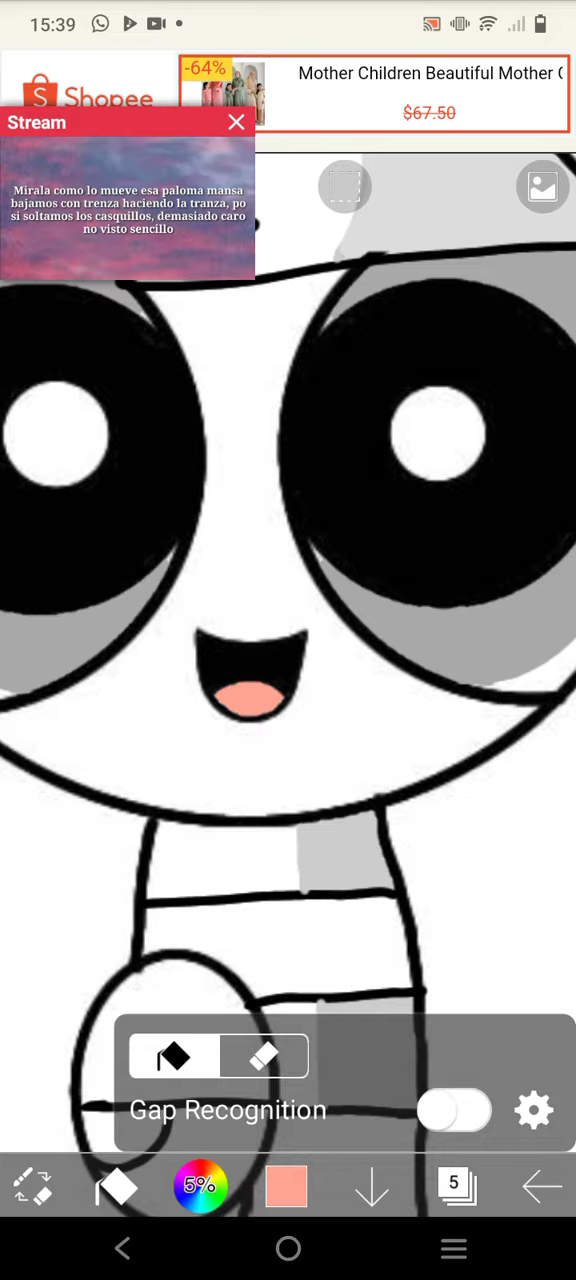 15:39
-64%
Mother Children Beautiful Mother
Shopee
$67.50
Stream
Mirala como lo mueve esa paloma mansa
bajamos con trenza haciendo la tranza, po
si soltamos los casquillos, demasiado caro
no visto sencillo
Gap Recognition
5%
5